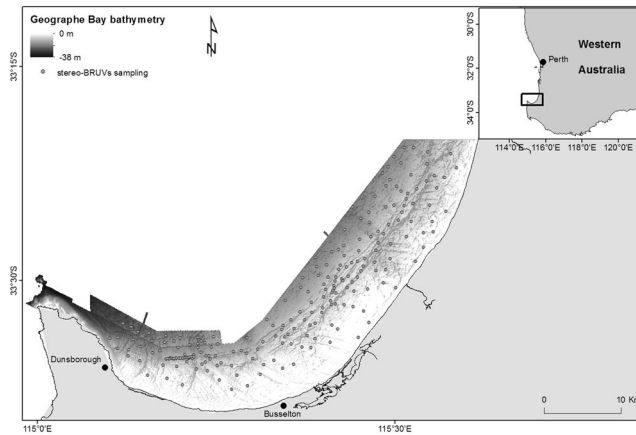 Geographe Bay bathymetry
0 m
-38 m
stereo-BRUVs sampling
N
30°0'S
32°0'S
34°0'S
Western
Australia
Perth
114°0'E 116°0'E 118°0'E 120°0'E
33°15'S
33°30'S
Dunsborough
Busselton
0 10 Km
115°0'E 115°30'E